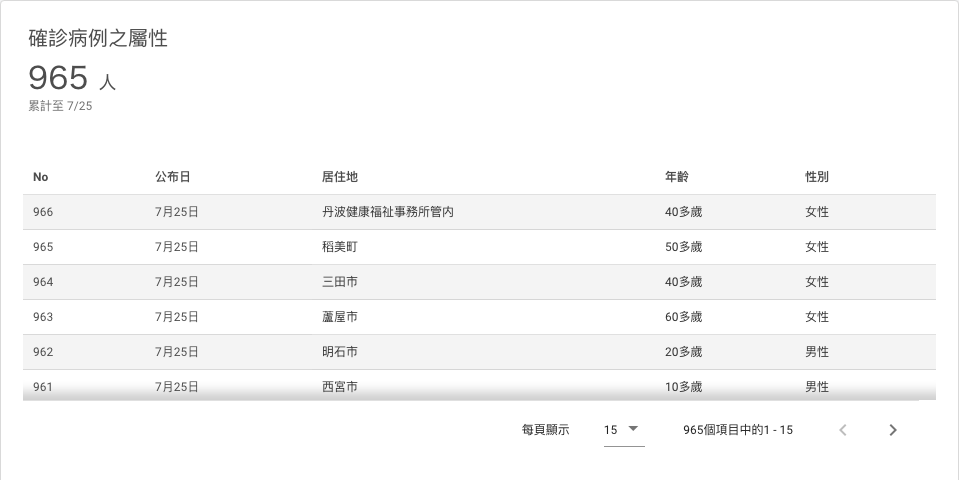 確診病例之屬性
965 人
累計至 7/25
No 公布日 居住地 年齡 性別
966 7月25日 丹波健康福祉事務所管內 40多歲 女性
965 7月25日 稻美町 50多歲 女性
964 7月25日 三田市 40多歲 女性
963 7月25日 蘆屋市 60多歲 女性
962 7月25日 明石市 20多歲 男性
961 7月25日 西宮市 10多歲 男性
每頁顯示 15 965個項目中的1 - 15